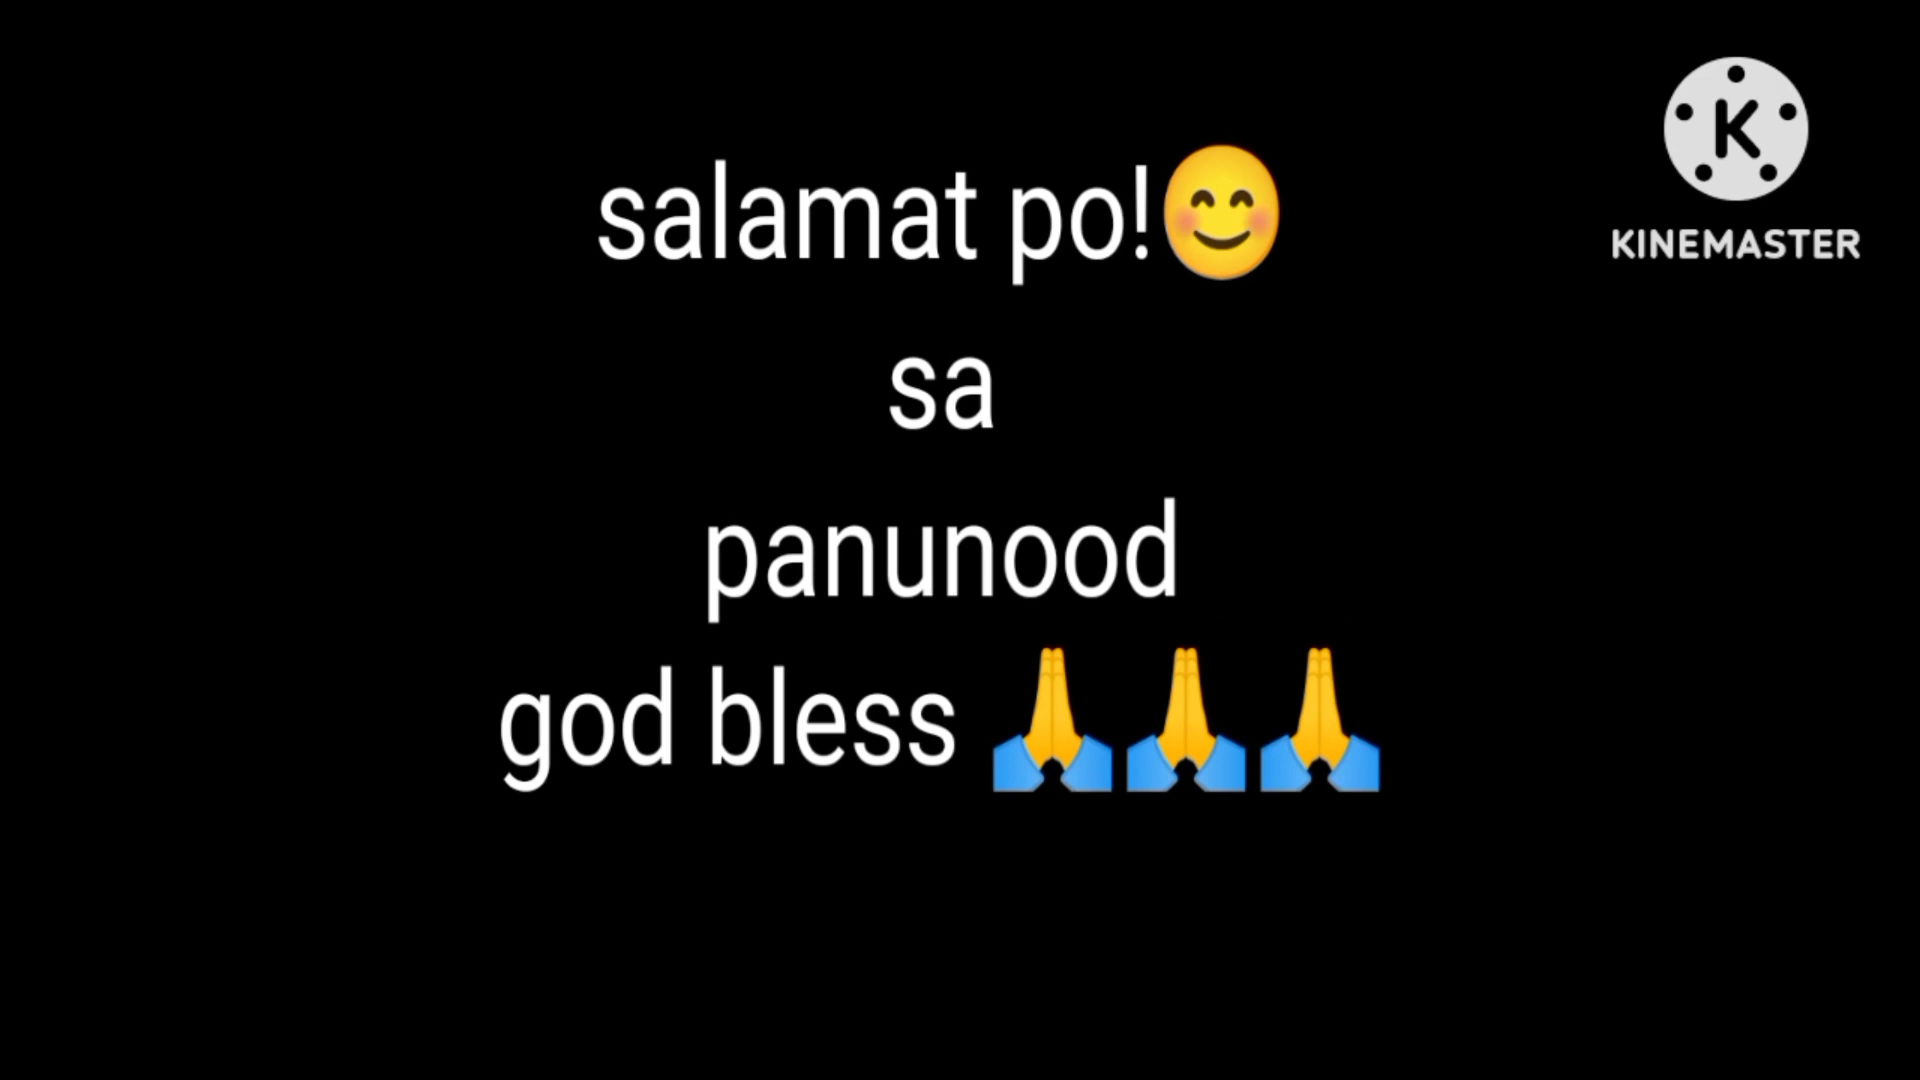 salamat po!😊
sa
panunood
god bless 🙏🙏🙏
K
KINEMASTER